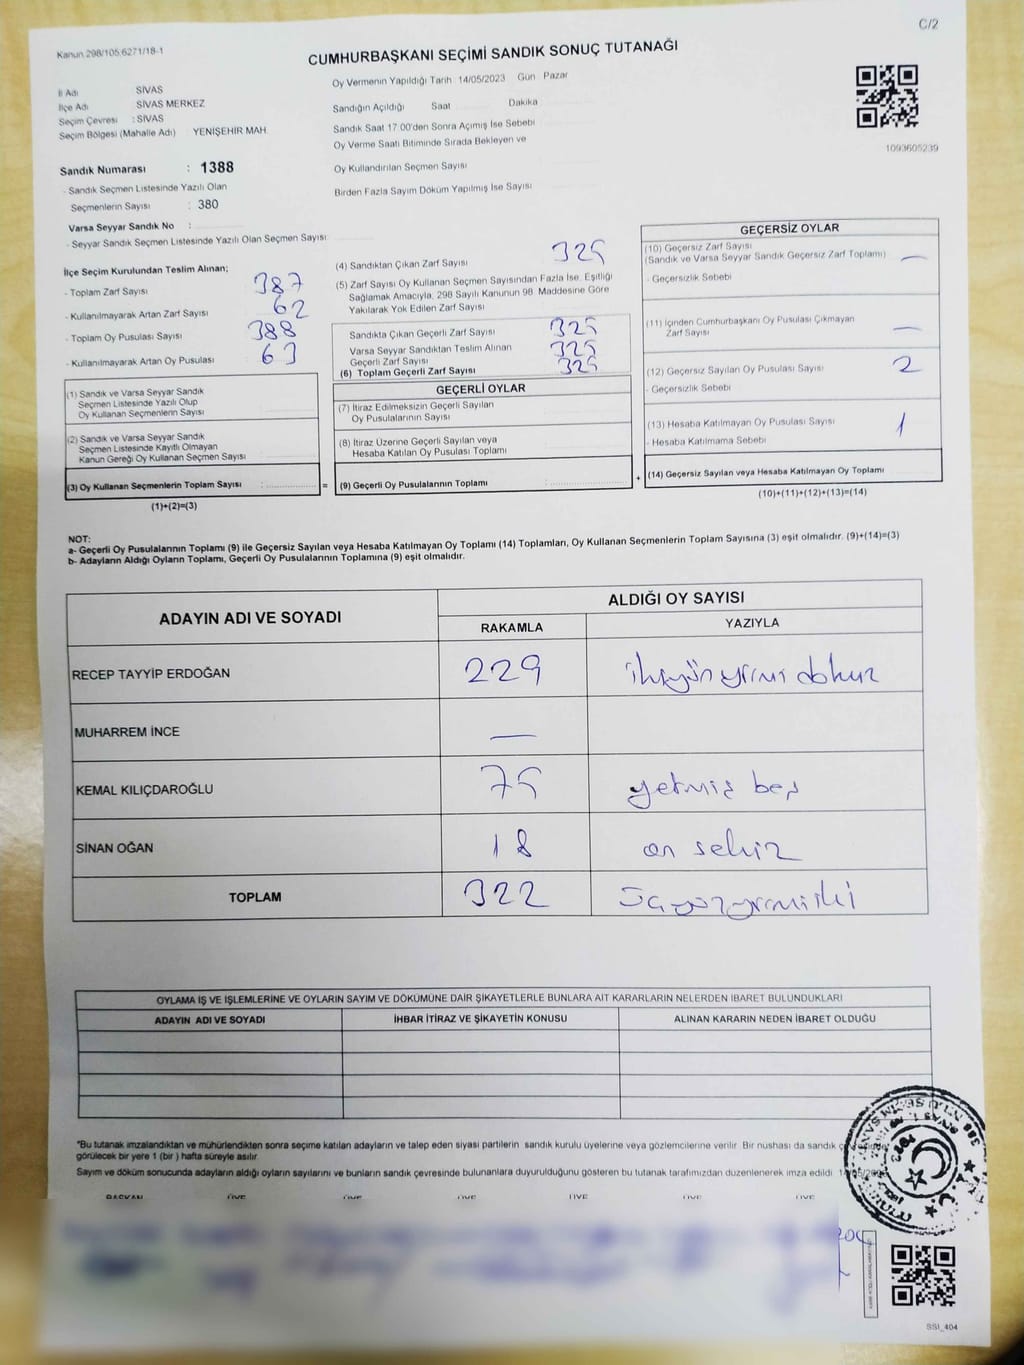 C/2
Kanun 298/105,6271/18-1
CUMHURBAŞKANI SEÇİMİ SANDIK SONUÇ TUTANAĞI
İl Adı SİVAS
İlçe Adı SİVAS MERKEZ
Seçim Çevresi : SİVAS
Seçim Bölgesi (Mahalle Adı) YENİŞEHİR MAH.
Sandık Numarası : 1388
- Sandık Seçmen Listesinde Yazılı Olan
Seçmenlerin Sayısı : 380
Varsa Seyyar Sandık No :
- Seyyar Sandık Seçmen Listesinde Yazılı Olan Seçmen Sayısı
Oy Vermenin Yapıldığı Tarih 14/05/2023 Gün Pazar
Sandığın Açıldığı Saat Dakika
Sandık Saat 17:00'den Sonra Açılmış İse Sebebi
Oy Verme Saati Bitiminde Sırada Bekleyen ve
Oy Kullandırılan Seçmen Sayısı
Birden Fazla Sayım Döküm Yapılmış İse Sayısı
1093605239
İlçe Seçim Kurulundan Teslim Alınan;
- Toplam Zarf Sayısı 387
- Kullanılmayarak Artan Zarf Sayısı 62
- Toplam Oy Pusulası Sayısı 388
- Kullanılmayarak Artan Oy Pusulası 63
(1) Sandık ve Varsa Seyyar Sandık
Seçmen Listesinde Yazılı Olup
Oy Kullanan Seçmenlerin Sayısı
(2) Sandık ve Varsa Seyyar Sandık
Seçmen Listesinde Kayıtlı Olmayan
Kanun Gereği Oy Kullanan Seçmen Sayısı
(3) Oy Kullanan Seçmenlerin Toplam Sayısı :
(1)+(2)=(3)
(4) Sandıktan Çıkan Zarf Sayısı 325
(5) Zarf Sayısı Oy Kullanan Seçmen Sayısından Fazla İse, Eşitliği
Sağlamak Amacıyla, 298 Sayılı Kanunun 98. Maddesine Göre
Yakılarak Yok Edilen Zarf Sayısı
Sandıkta Çıkan Geçerli Zarf Sayısı 325
Varsa Seyyar Sandıktan Teslim Alınan
Geçerli Zarf Sayısı 325
(6) Toplam Geçerli Zarf Sayısı 325
GEÇERLİ OYLAR
(7) İtiraz Edilmeksizin Geçerli Sayılan
Oy Pusulalarının Sayısı
(8) İtiraz Üzerine Geçerli Sayılan veya
Hesaba Katılan Oy Pusulası Toplamı
= (9) Geçerli Oy Pusulalarının Toplamı :
GEÇERSİZ OYLAR
(10) Geçersiz Zarf Sayısı
(Sandık ve Varsa Seyyar Sandık Geçersiz Zarf Toplamı) —
- Geçersizlik Sebebi
(11) İçinden Cumhurbaşkanı Oy Pusulası Çıkmayan
Zarf Sayısı —
(12) Geçersiz Sayılan Oy Pusulası Sayısı 2
- Geçersizlik Sebebi
(13) Hesaba Katılmayan Oy Pusulası Sayısı 1
- Hesaba Katılmama Sebebi
+ (14) Geçersiz Sayılan veya Hesaba Katılmayan Oy Toplamı
(10)+(11)+(12)+(13)=(14)
NOT:
a- Geçerli Oy Pusulalarının Toplamı (9) ile Geçersiz Sayılan veya Hesaba Katılmayan Oy Toplamı (14) Toplamları, Oy Kullanan Seçmenlerin Toplam Sayısına (3) eşit olmalıdır. (9)+(14)=(3)
b- Adayların Aldığı Oyların Toplamı, Geçerli Oy Pusulalarının Toplamına (9) eşit olmalıdır.
ADAYIN ADI VE SOYADI ALDIĞI OY SAYISI
RAKAMLA YAZIYLA
RECEP TAYYİP ERDOĞAN 229 ikiyüzyirmi dokuz
MUHARREM İNCE —
KEMAL KILIÇDAROĞLU 75 yetmiş beş
SİNAN OĞAN 18 on sekiz
TOPLAM 322 üçyüzyirmiiki
OYLAMA İŞ VE İŞLEMLERİNE VE OYLARIN SAYIM VE DÖKÜMÜNE DAİR ŞİKAYETLERLE BUNLARA AİT KARARLARIN NELERDEN İBARET BULUNDUKLARI
ADAYIN ADI VE SOYADI İHBAR İTİRAZ VE ŞİKAYETİN KONUSU ALINAN KARARIN NEDEN İBARET OLDUĞU
*Bu tutanak imzalandıktan ve mühürlendikten sonra seçime katılan adayların ve talep eden siyasi partilerin sandık kurulu üyelerine veya gözlemcilerine verilir. Bir nushası da sandık
görülecek bir yere 1 (bir ) hafta süreyle asılır.
Sayım ve döküm sonucunda adayların aldığı oyların sayılarını ve bunların sandık çevresinde bulunanlara duyurulduğunu gösteren bu tutanak tarafımızdan düzenlenerek imza edildi.
BAŞKAN ÜYE ÜYE ÜYE ÜYE ÜYE ÜYE
SSI_404